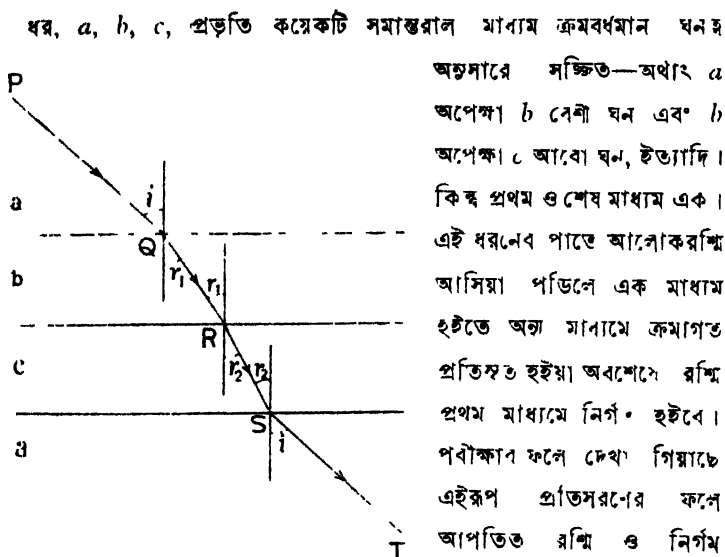 ধর, a, b, c, প্রভৃতি কয়েকটি সমান্তরাল মাধ্যম ক্রমবর্ধমান ঘনত্ব
অনুসারে সজ্জিত—অর্থাৎ a
অপেক্ষা b বেশী ঘন এবং b
অপেক্ষা c আরো ঘন, ইত্যাদি।
কিন্তু প্রথম ও শেষ মাধ্যম এক।
এই ধরনের পাতে আলোকরশ্মি
আসিয়া পড়িলে এক মাধ্যম
হইতে অন্য মাধ্যমে ক্রমাগত
প্রতিসৃত হইয়া অবশেষে রশ্মি
প্রথম মাধ্যমে নির্গত হইবে।
পরীক্ষার ফলে দেখা গিয়াছে
এইরূপ প্রতিসরণের ফলে
আপতিত রশ্মি ও নির্গম
P
i
a
Q
r₁
r₁
b
R
r₂
r₂
c
S
i
a
T